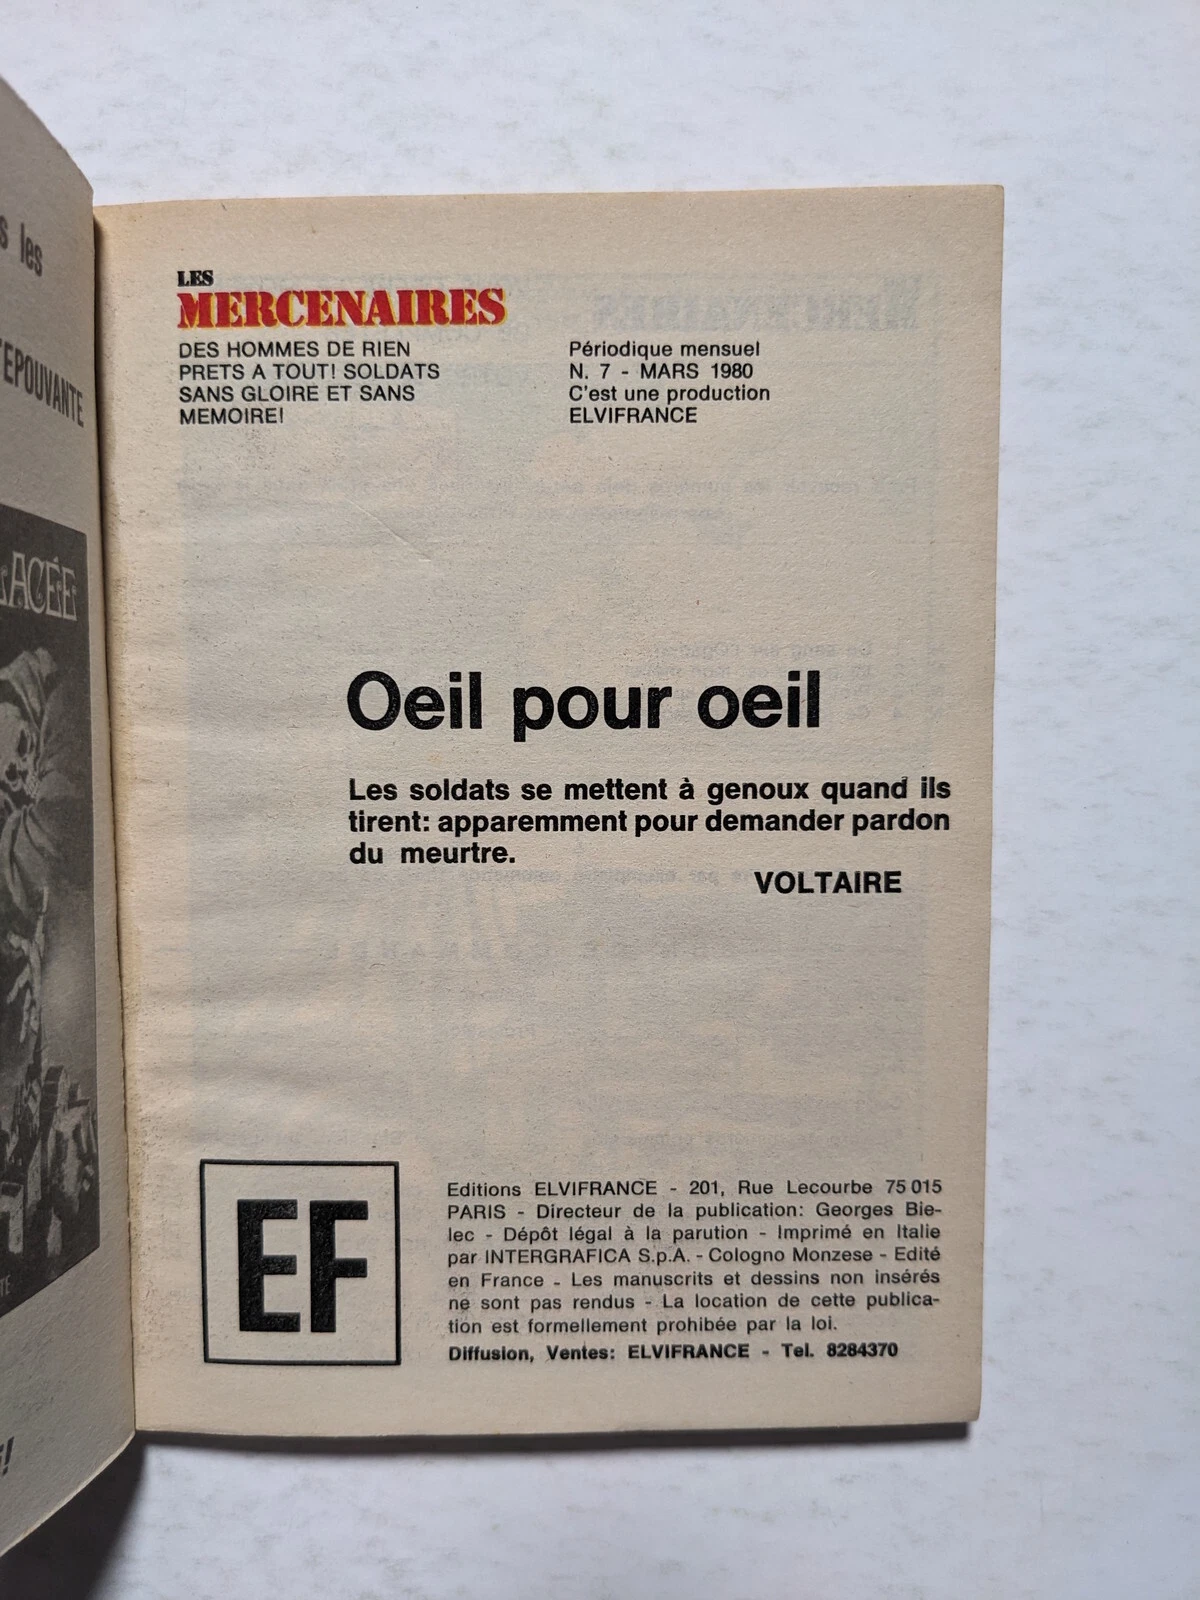 s les
'EPOUVANTE
ACÉE
TE
s!
LES
MERCENAIRES
DES HOMMES DE RIEN
PRETS A TOUT! SOLDATS
SANS GLOIRE ET SANS
MEMOIRE!
Périodique mensuel
N. 7 - MARS 1980
C'est une production
ELVIFRANCE
Oeil pour oeil
Les soldats se mettent à genoux quand ils
tirent: apparemment pour demander pardon
du meurtre.
VOLTAIRE
EF
Editions ELVIFRANCE - 201, Rue Lecourbe 75 015
PARIS - Directeur de la publication: Georges Bie-
lec - Dépôt légal à la parution - Imprimé en Italie
par INTERGRAFICA S.p.A. - Cologno Monzese - Edité
en France - Les manuscrits et dessins non insérés
ne sont pas rendus - La location de cette publica-
tion est formellement prohibée par la loi.
Diffusion, Ventes: ELVIFRANCE - Tel. 8284370